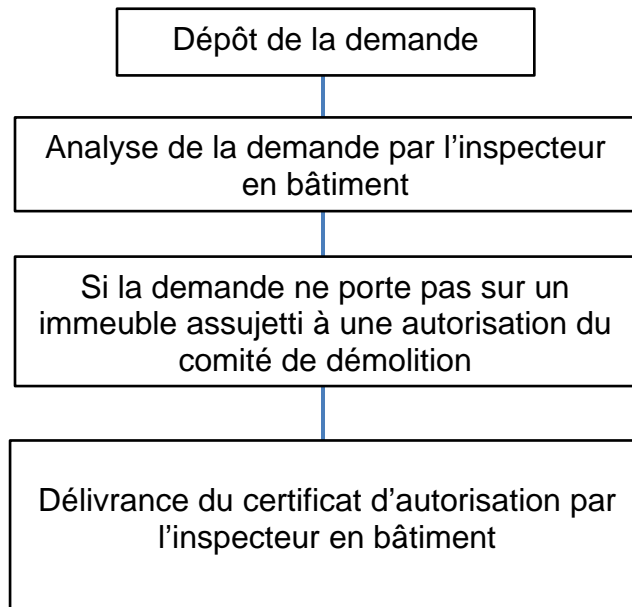 Dépôt de la demande
Analyse de la demande par l’inspecteur
en bâtiment
Si la demande ne porte pas sur un
immeuble assujetti à une autorisation du
comité de démolition
Délivrance du certificat d’autorisation par
l’inspecteur en bâtiment